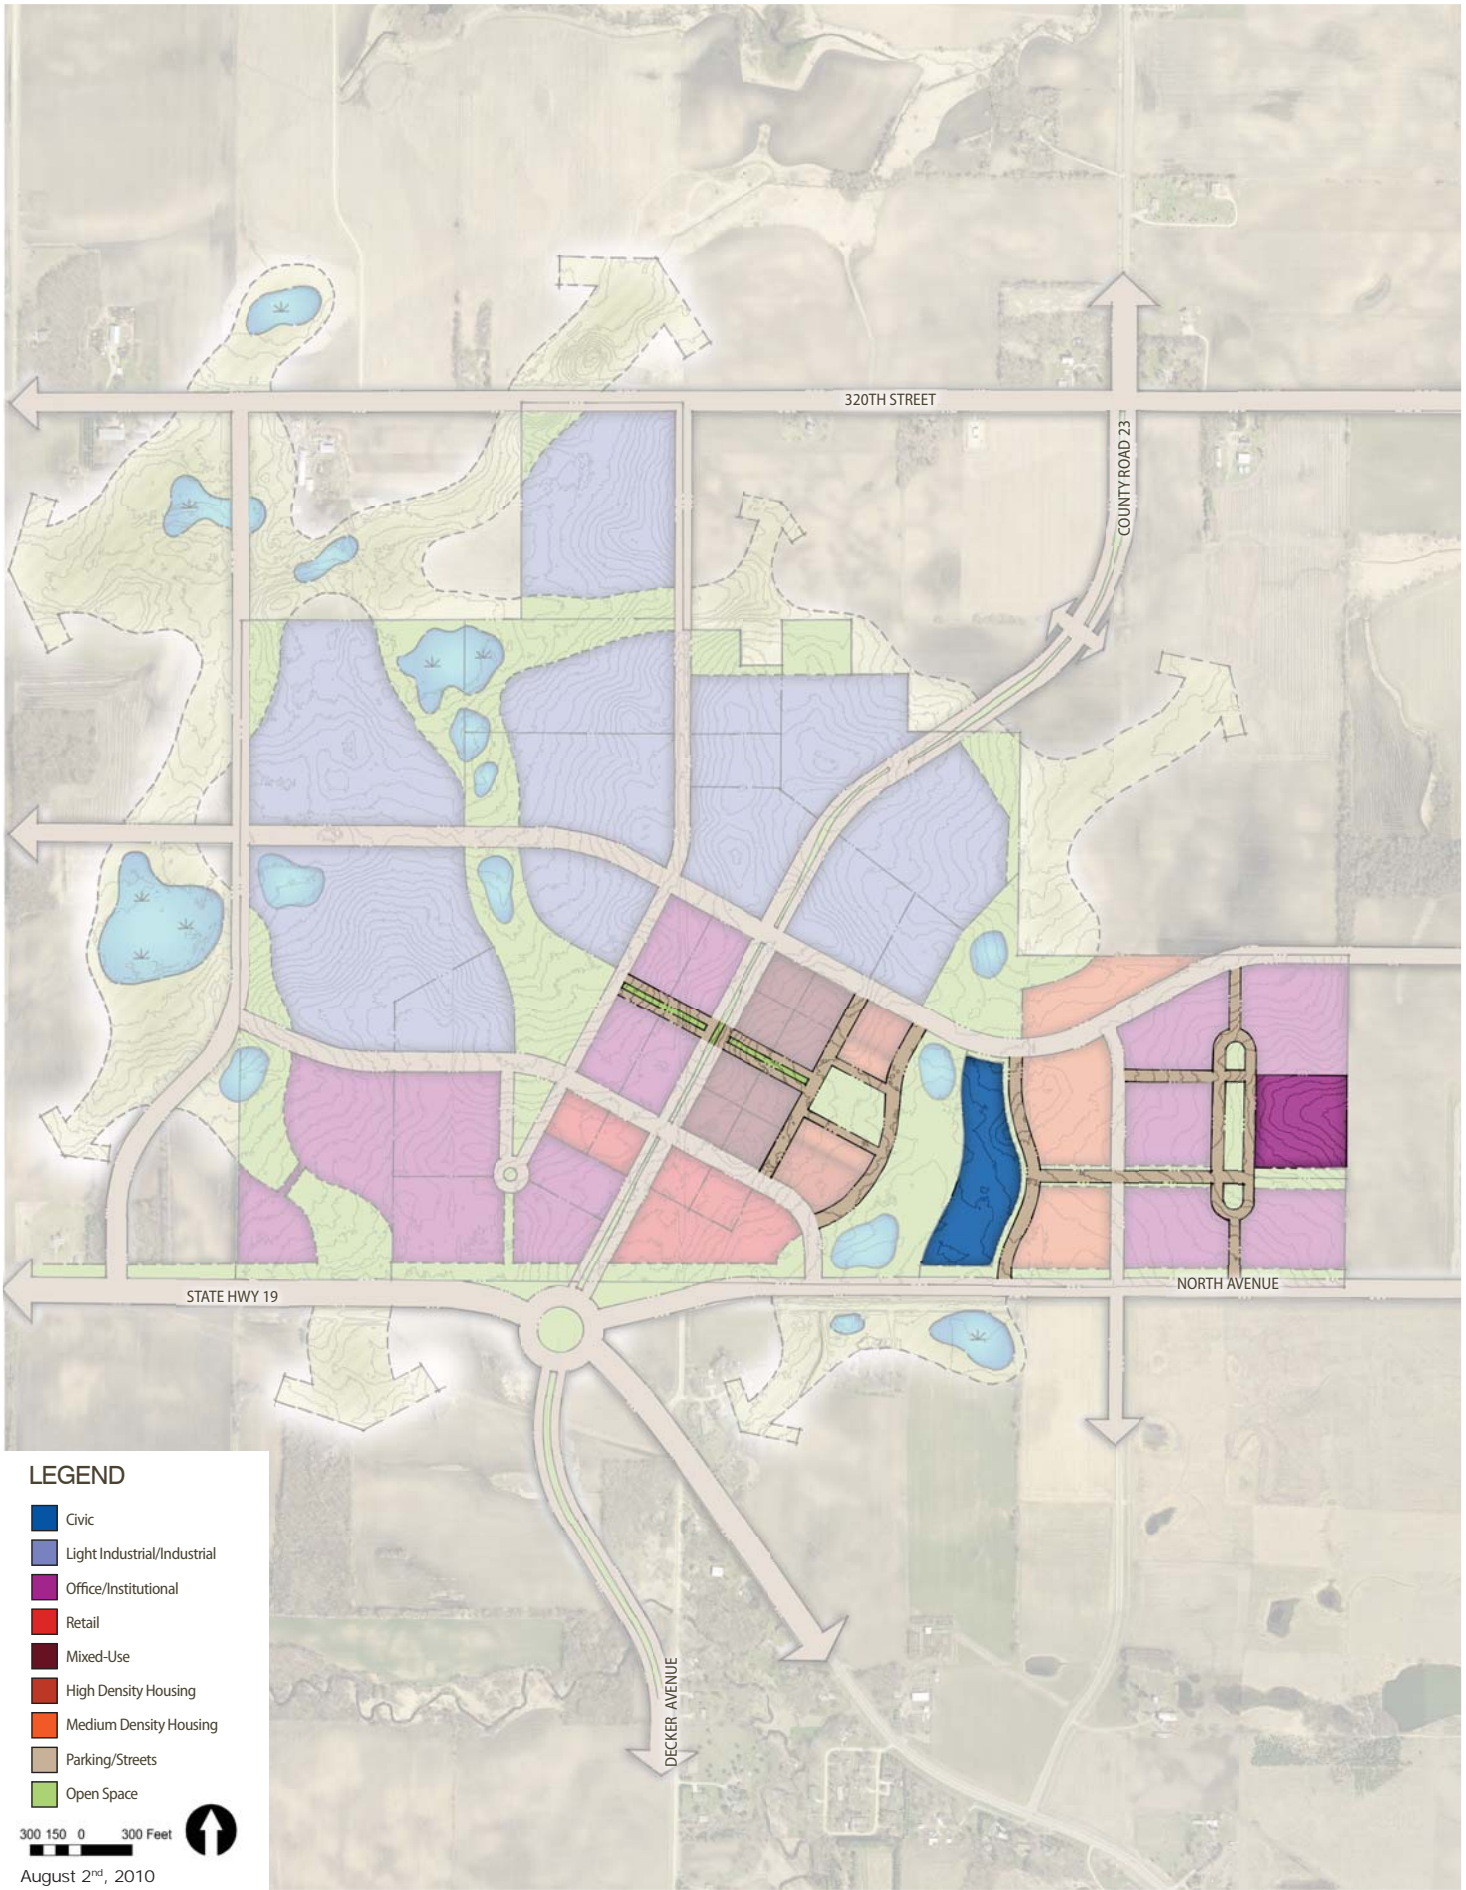 320TH STREET
COUNTY ROAD 23
STATE HWY 19
NORTH AVENUE
DECKER AVENUE
LEGEND
Civic
Light Industrial/Industrial
Office/Institutional
Retail
Mixed-Use
High Density Housing
Medium Density Housing
Parking/Streets
Open Space
300 150 0 300 Feet
August 2nd, 2010